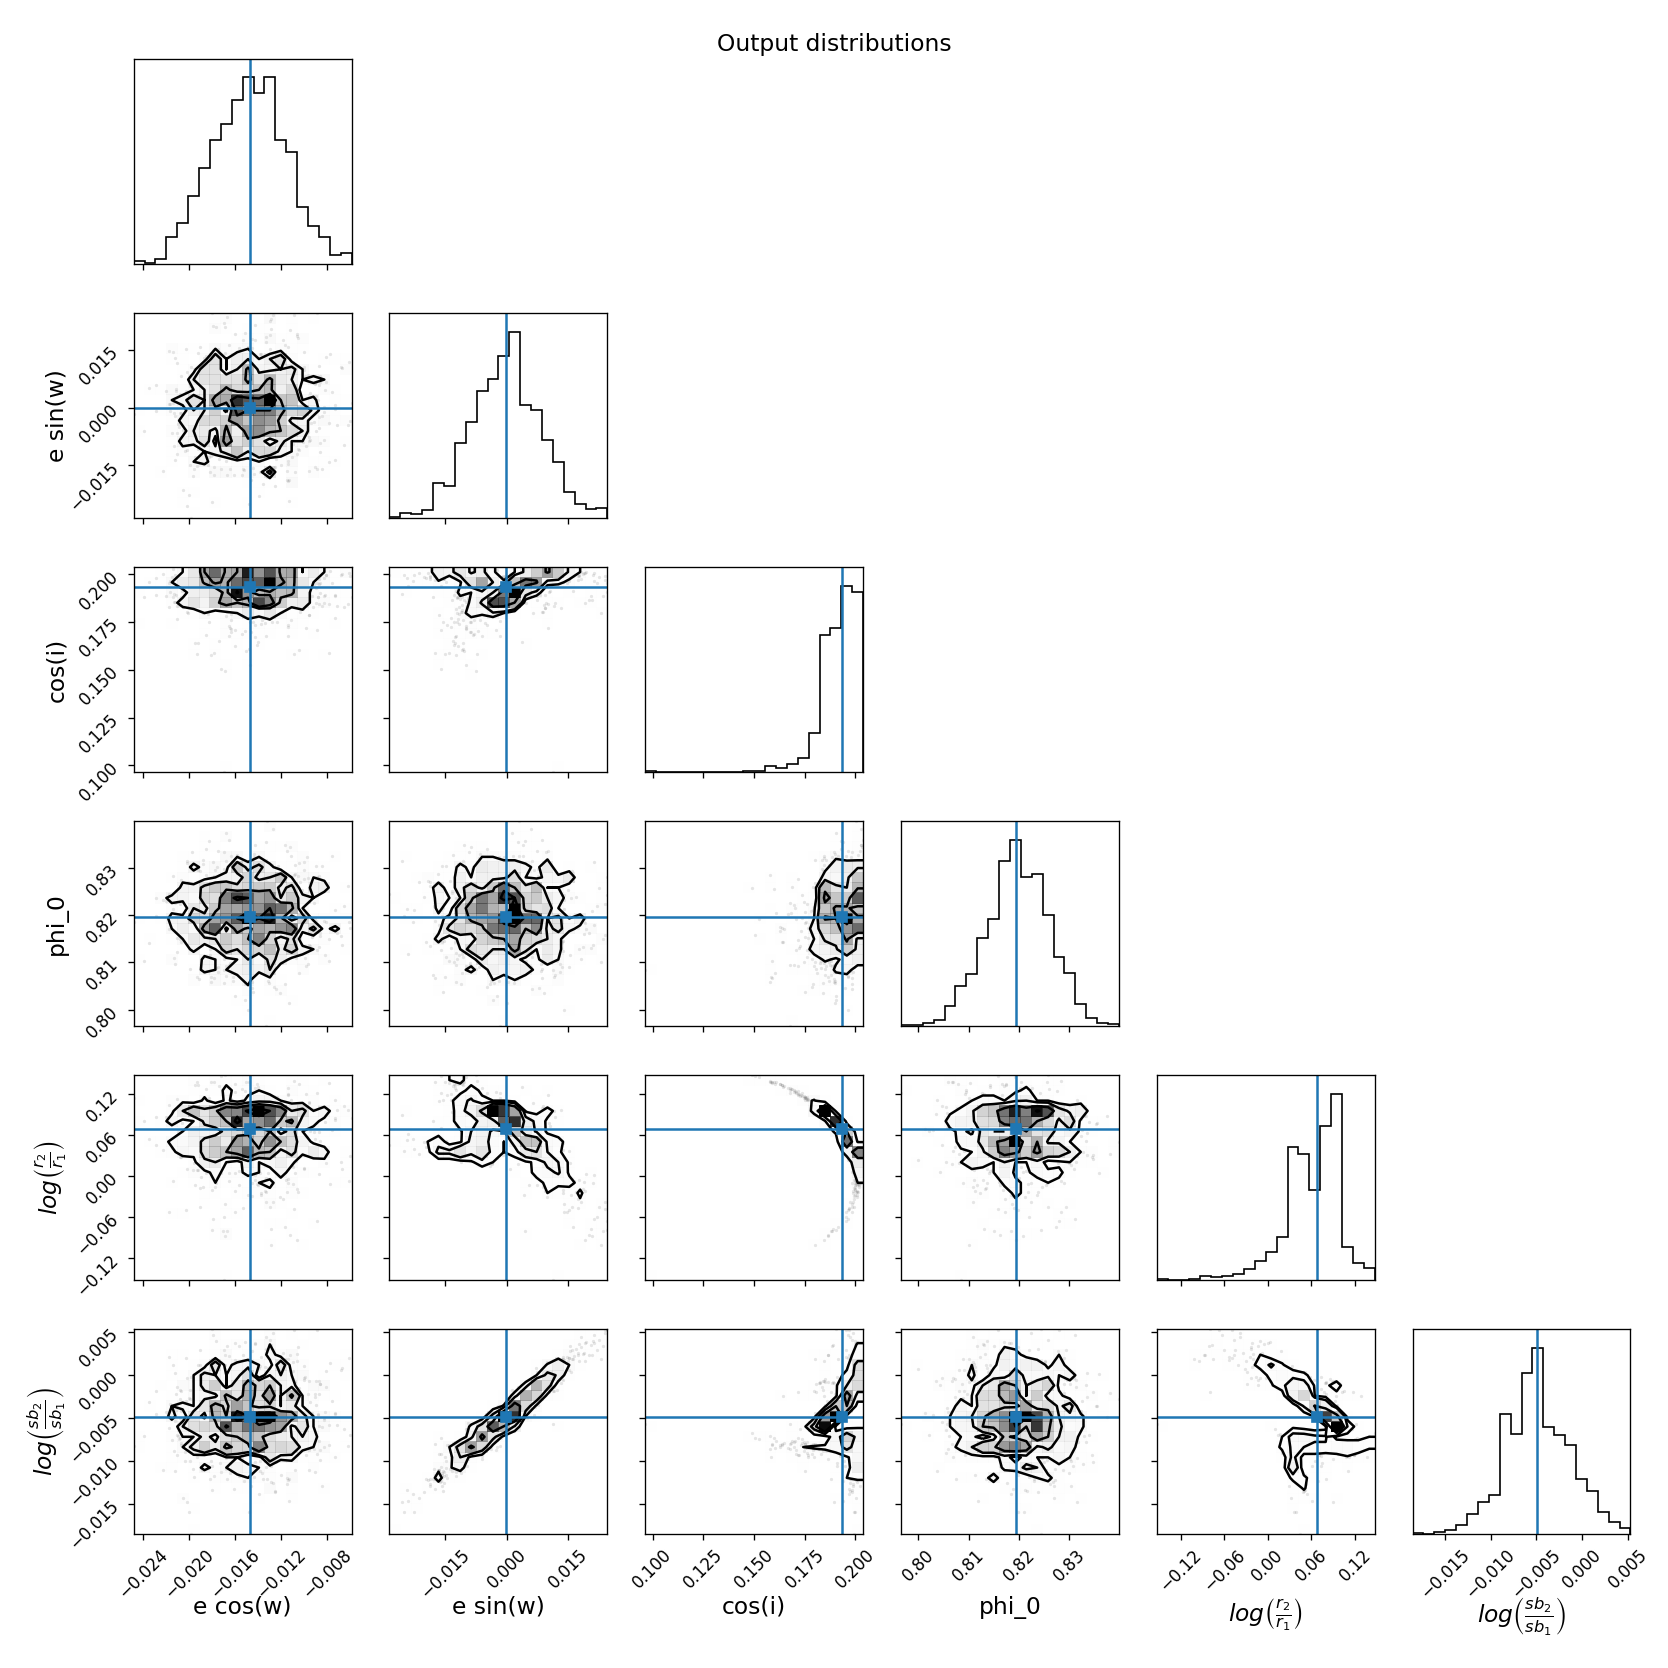 Output distributions
0.015
0.000
−0.015
e sin(w)
0.200
0.175
0.150
0.125
0.100
cos(i)
0.83
0.82
0.81
0.80
phi_0
0.12
0.06
0.00
−0.06
−0.12
log(r2/r1)
0.005
0.000
−0.005
−0.010
−0.015
log(sb2/sb1)
−0.024 −0.020 −0.016 −0.012 −0.008
e cos(w)
−0.015 0.000 0.015
e sin(w)
0.100 0.125 0.150 0.175 0.200
cos(i)
0.80 0.81 0.82 0.83
phi_0
−0.12 −0.06 0.00 0.06 0.12
log(r2/r1)
−0.015 −0.010 −0.005 0.000 0.005
log(sb2/sb1)